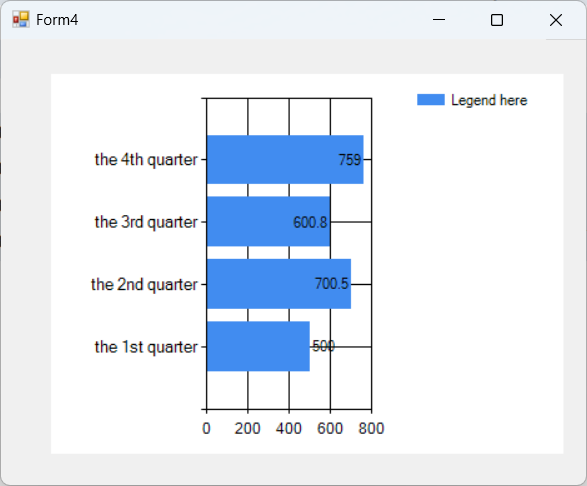 Form4
Legend here
the 4th quarter 759
the 3rd quarter 600.8
the 2nd quarter 700.5
the 1st quarter 500
0 200 400 600 800